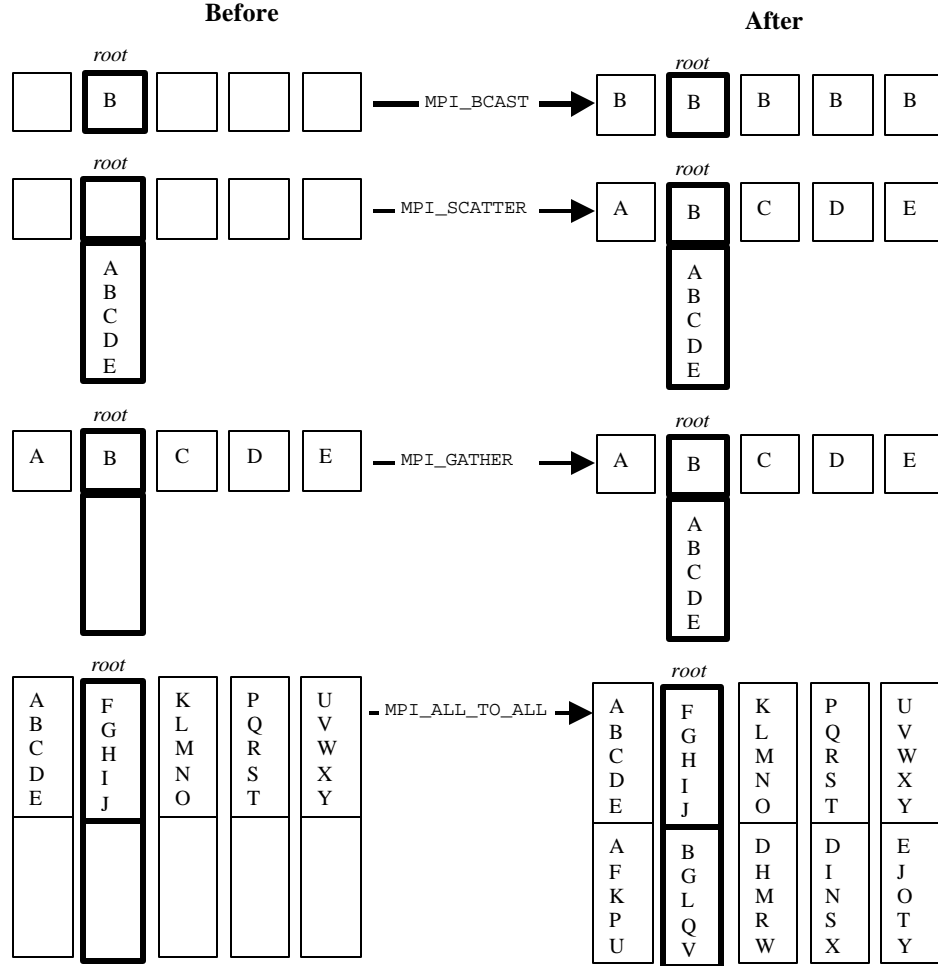 Before After
root root
B MPI_BCAST B B B B B
root root
MPI_SCATTER A B C D E
A A
B B
C C
D D
E E
root root
A B C D E MPI_GATHER A B C D E
A
B
C
D
E
root root
A F K P U MPI_ALL_TO_ALL A F K P U
B G L Q V B G L Q V
C H M R W C H M R W
D I N S X D I N S X
E J O T Y E J O T Y
A B D D E
F G H I J
K L M N O
P Q R S T
U V W X Y